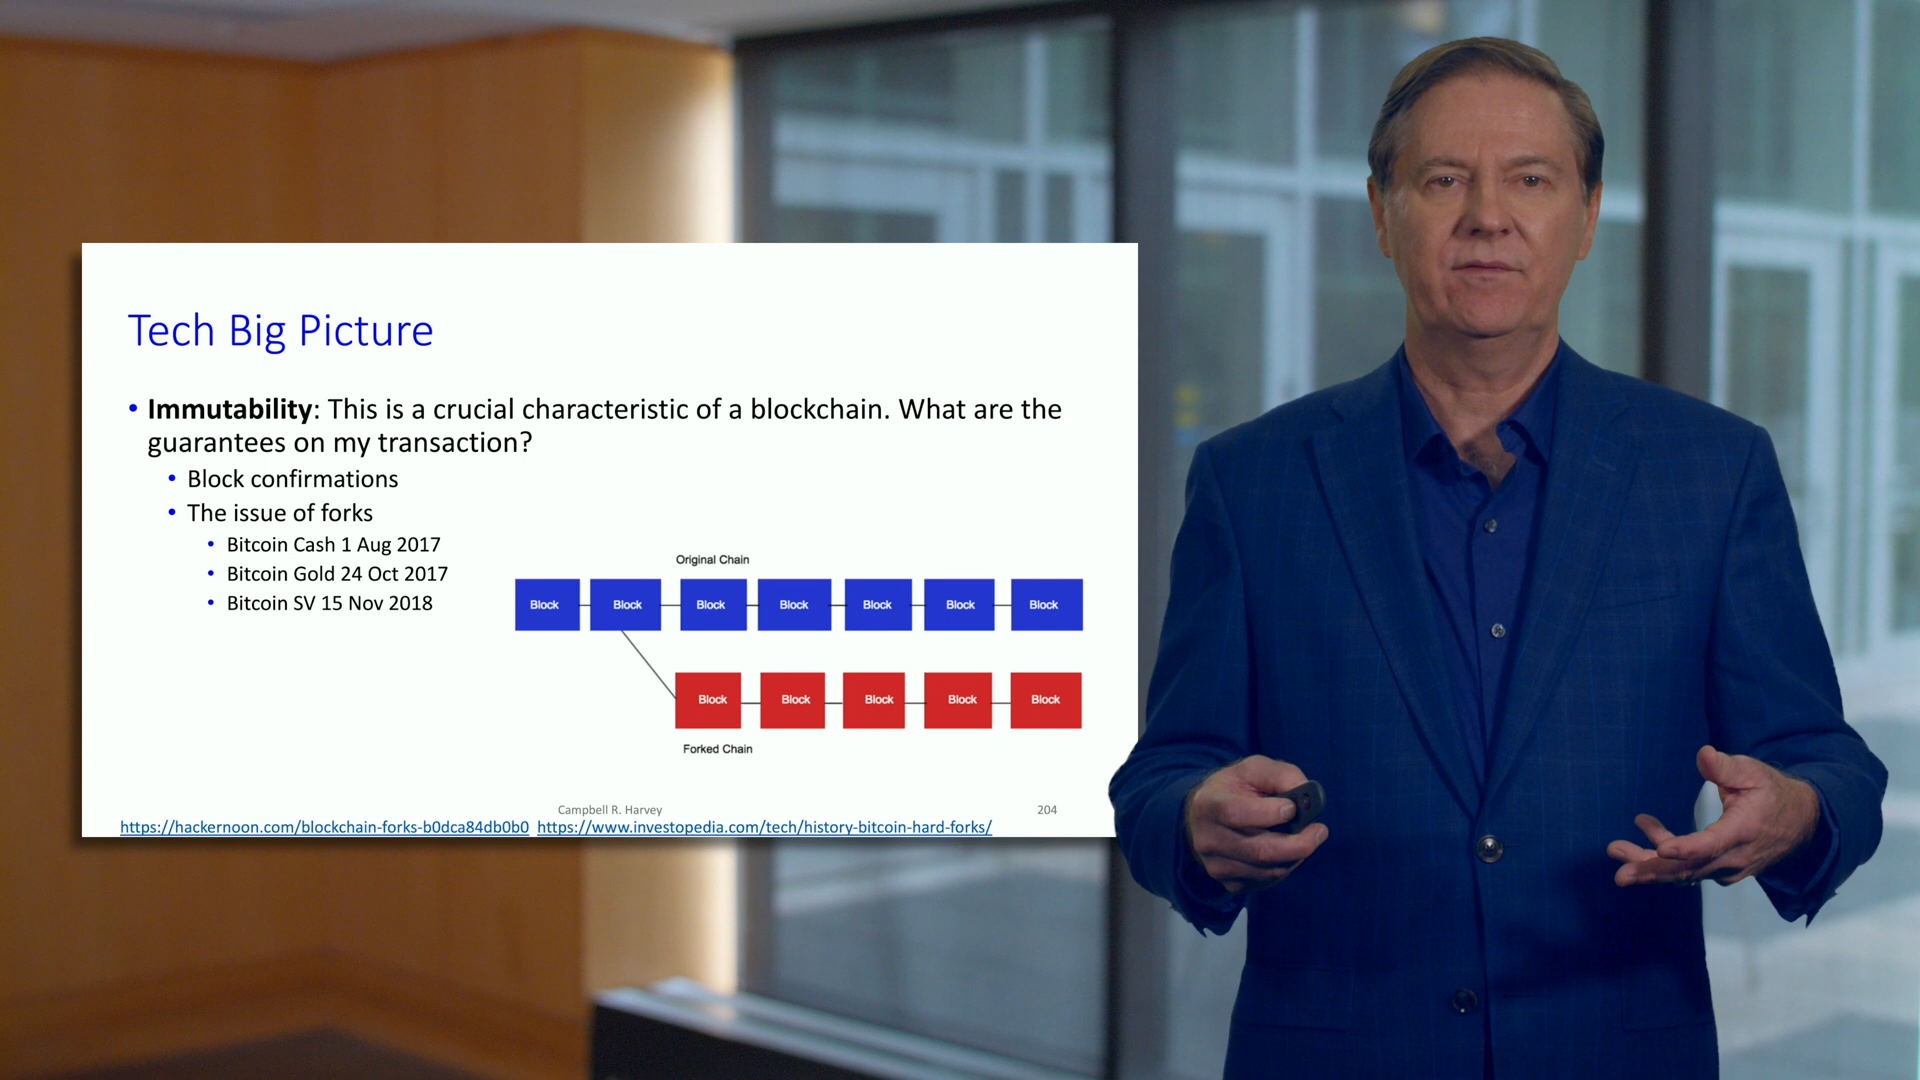 Tech Big Picture
• Immutability: This is a crucial characteristic of a blockchain. What are the
guarantees on my transaction?
• Block confirmations
• The issue of forks
• Bitcoin Cash 1 Aug 2017
• Bitcoin Gold 24 Oct 2017
• Bitcoin SV 15 Nov 2018
Original Chain
Block Block Block Block Block Block Block
Block Block Block Block Block
Forked Chain
Campbell R. Harvey 204
https://hackernoon.com/blockchain-forks-b0dca84db0b0 https://www.investopedia.com/tech/history-bitcoin-hard-forks/